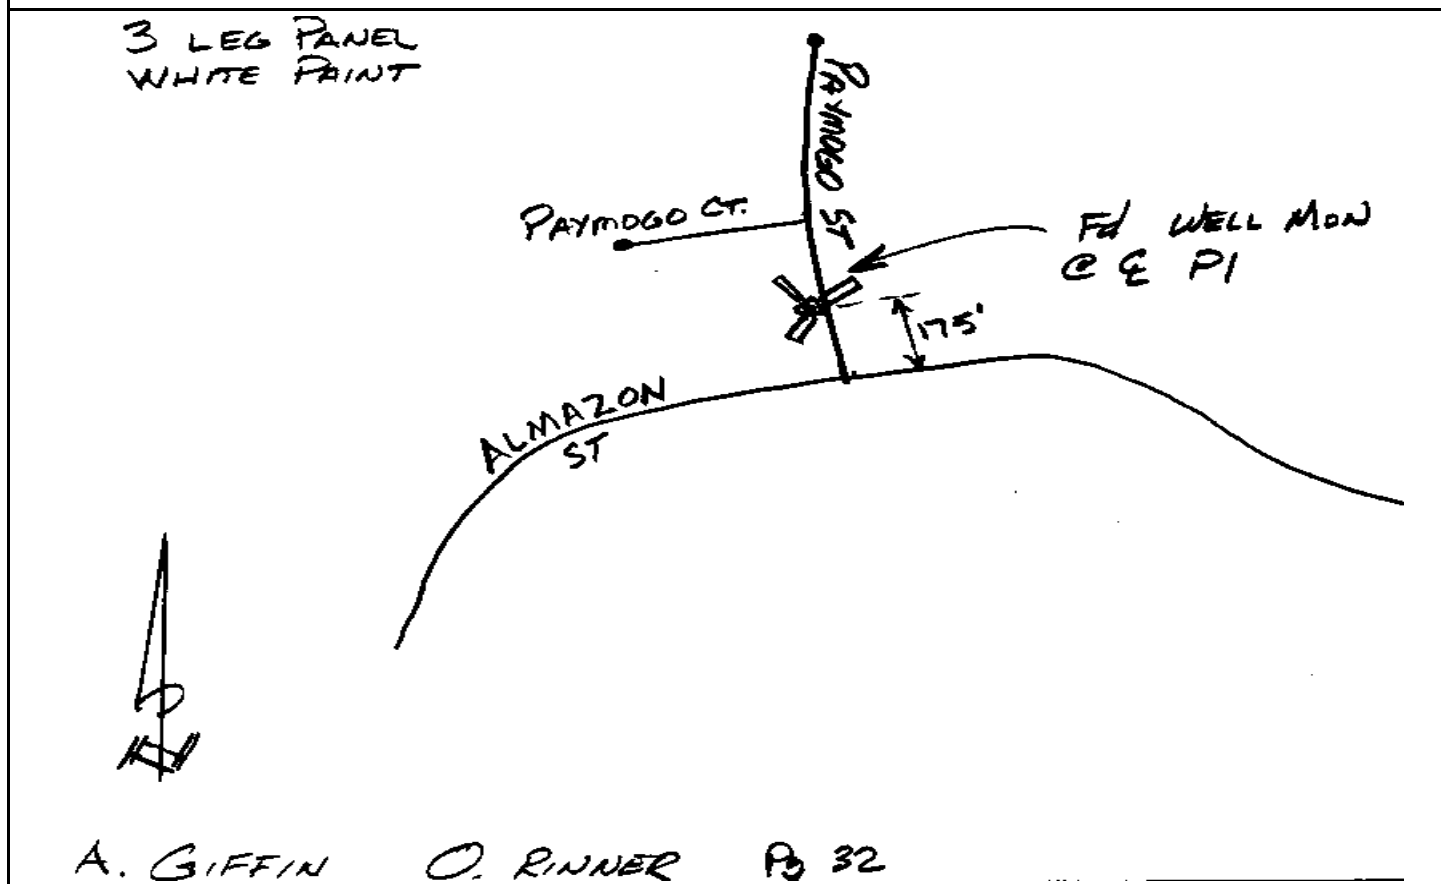 3 LEG PANEL
WHITE PAINT
PAYMOGO ST
PAYMOGO CT.
Fd WELL MON
@ ℄ PI
175'
ALMAZON
ST
N
A. GIFFIN O. RINNER Pg 32